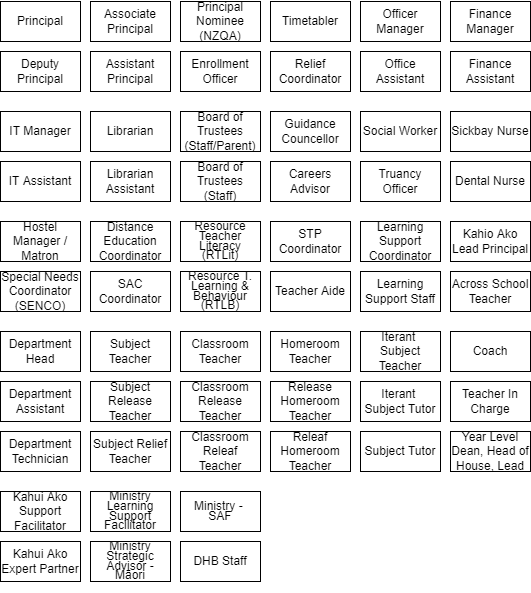 Principal
Associate
Principal
Principal
Nominee
(NZQA)
Timetabler
Officer
Manager
Finance
Manager
Deputy
Principal
Assistant
Principal
Enrollment
Officer
Relief
Coordinator
Office
Assistant
Finance
Assistant
IT Manager
Librarian
Board of
Trustees
(Staff/Parent)
Guidance
Councellor
Social Worker
Sickbay Nurse
IT Assistant
Librarian
Assistant
Board of
Trustees
(Staff)
Careers
Advisor
Truancy
Officer
Dental Nurse
Hostel
Manager /
Matron
Distance
Education
Coordinator
Resource
Teacher
Literacy
(RTLit)
STP
Coordinator
Learning
Support
Coordinator
Kahio Ako
Lead Principal
Special Needs
Coordinator
(SENCO)
SAC
Coordinator
Resource T.
Learning &
Behaviour
(RTLB)
Teacher Aide
Learning
Support Staff
Across School
Teacher
Department
Head
Subject
Teacher
Classroom
Teacher
Homeroom
Teacher
Iterant
Subject
Teacher
Coach
Department
Assistant
Subject
Release
Teacher
Classroom
Release
Teacher
Release
Homeroom
Teacher
Iterant
Subject Tutor
Teacher In
Charge
Department
Technician
Subject Relief
Teacher
Classroom
Releaf
Teacher
Releaf
Homeroom
Teacher
Subject Tutor
Year Level
Dean, Head of
House, Lead
Kahui Ako
Support
Facilitator
Ministry
Learning
Support
Facilitator
Ministry -
SAF
Kahui Ako
Expert Partner
Ministry
Strategic
Advisor -
Maori
DHB Staff